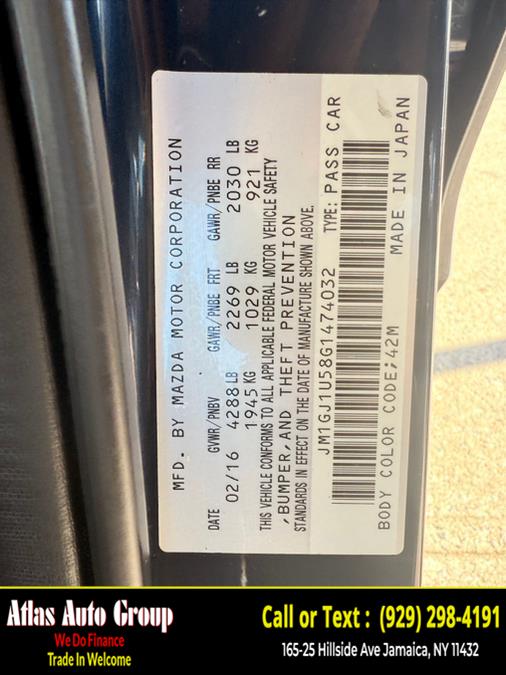 MFD. BY MAZDA MOTOR CORPORATION
DATE GVWR/PNBV GAWR/PNBE FRT GAWR/PNBE RR
02/16 4288 LB 2269 LB 2030 LB
1945 KG 1029 KG 921 KG
THIS VEHICLE CONFORMS TO ALL APPLICABLE FEDERAL MOTOR VEHICLE SAFETY
,BUMPER,AND THEFT PREVENTION
STANDARDS IN EFFECT ON THE DATE OF MANUFACTURE SHOWN ABOVE.
JM1GJ1U58G1474032 TYPE: PASS CAR
BODY COLOR CODE;42M MADE IN JAPAN
Atlas Auto Group
We Do Finance
Trade In Welcome
Call or Text : (929) 298-4191
165-25 Hillside Ave Jamaica, NY 11432